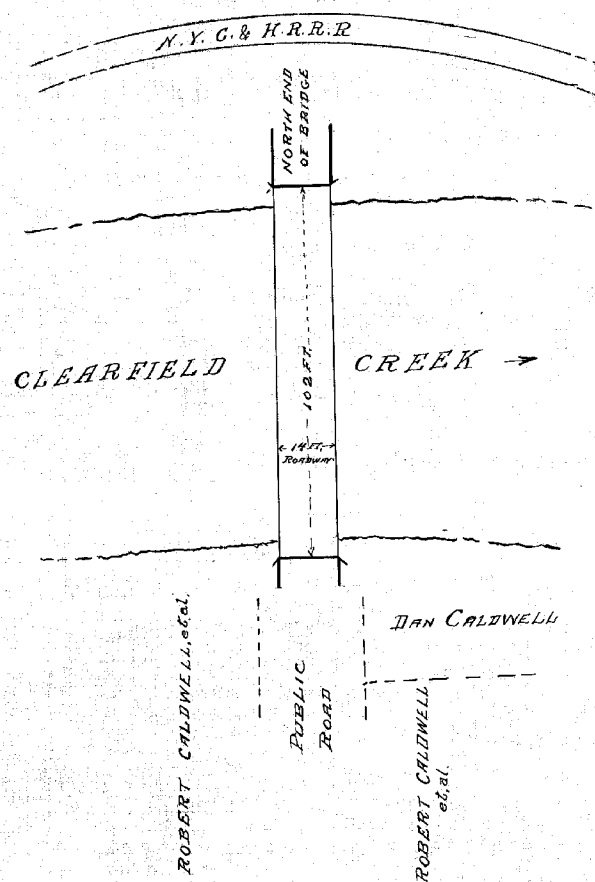 N.Y.C. & H.R.R.R
NORTH END
OF BRIDGE
CLEARFIELD CREEK →
102 FT.
14 FT.
ROADWAY
DAN CALDWELL
ROBERT CALDWELL, et al.
PUBLIC
ROAD
ROBERT CALDWELL
et, al.